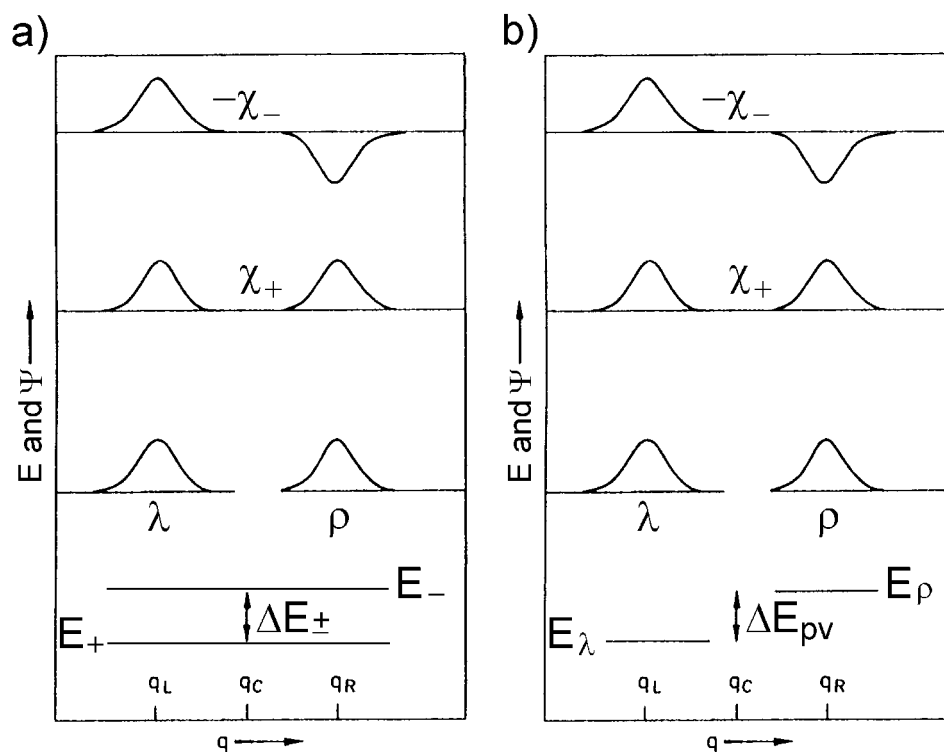 a)
−χ₋
χ₊
λ ρ
E₋
ΔE±
E₊
q_L q_C q_R
q
E and Ψ
b)
−χ₋
χ₊
λ ρ
E_ρ
ΔE_pv
E_λ
q_L q_C q_R
q
E and Ψ